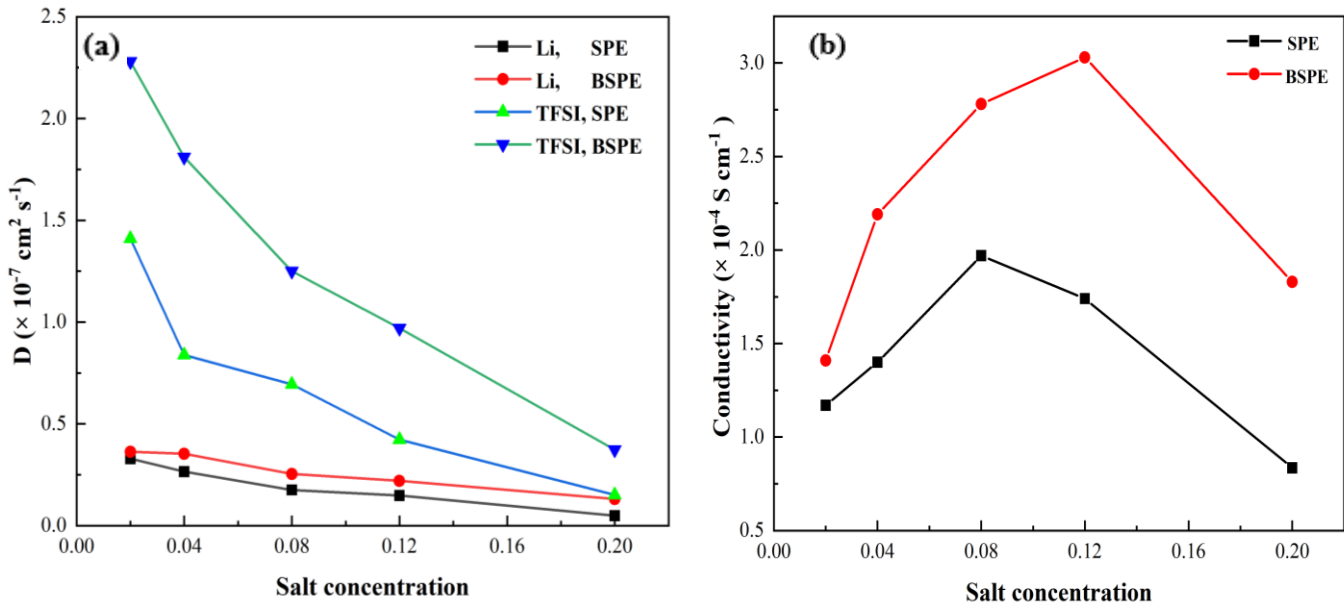 (a)
Li, SPE
Li, BSPE
TFSI, SPE
TFSI, BSPE
2.5
2.0
1.5
1.0
0.5
0.0
D (× 10⁻⁷ cm² s⁻¹)
0.00 0.04 0.08 0.12 0.16 0.20
Salt concentration
(b)
SPE
BSPE
3.0
2.5
2.0
1.5
1.0
0.5
Conductivity (× 10⁻⁴ S cm⁻¹ )
0.00 0.04 0.08 0.12 0.16 0.20
Salt concentration